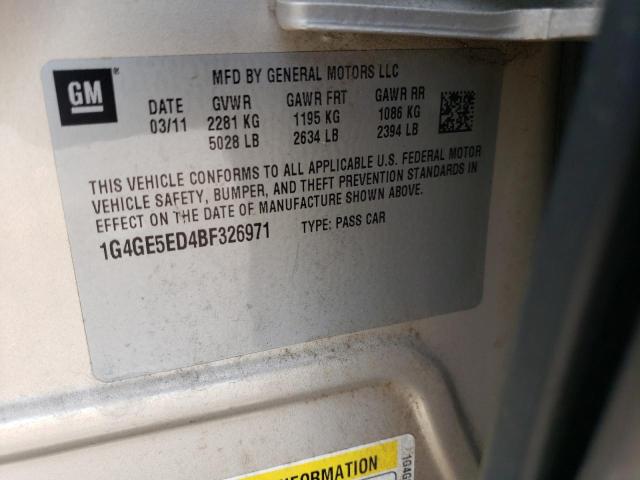 GM
MFD BY GENERAL MOTORS LLC
DATE GVWR GAWR FRT GAWR RR
03/11 2281 KG 1195 KG 1086 KG
5028 LB 2634 LB 2394 LB
THIS VEHICLE CONFORMS TO ALL APPLICABLE U.S. FEDERAL MOTOR
VEHICLE SAFETY, BUMPER, AND THEFT PREVENTION STANDARDS IN
EFFECT ON THE DATE OF MANUFACTURE SHOWN ABOVE.
1G4GE5ED4BF326971 TYPE: PASS CAR
INFORMATION
1G4G